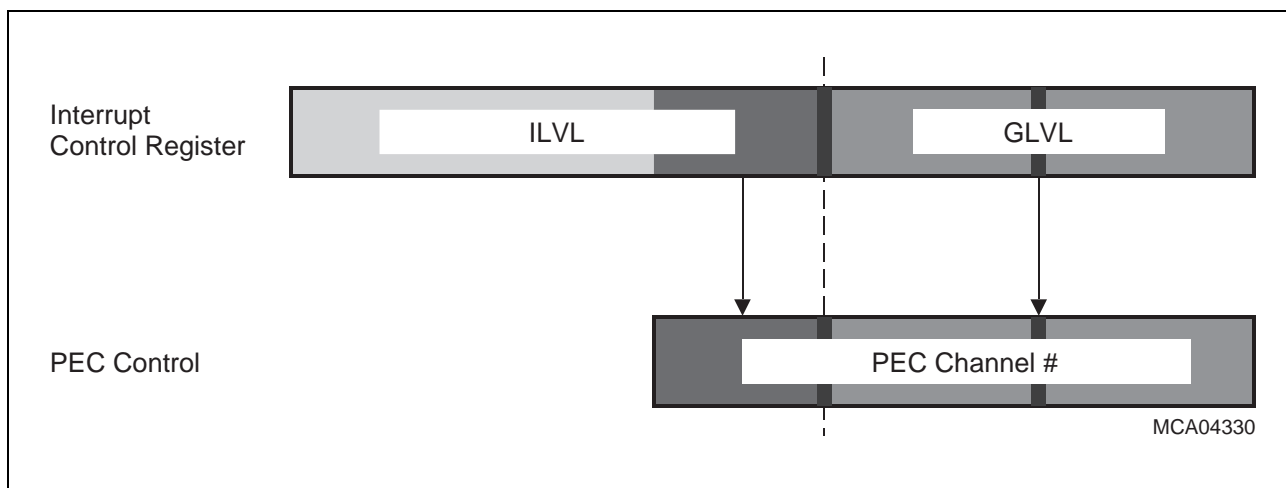 Interrupt
Control Register
ILVL
GLVL
PEC Control
PEC Channel #
MCA04330